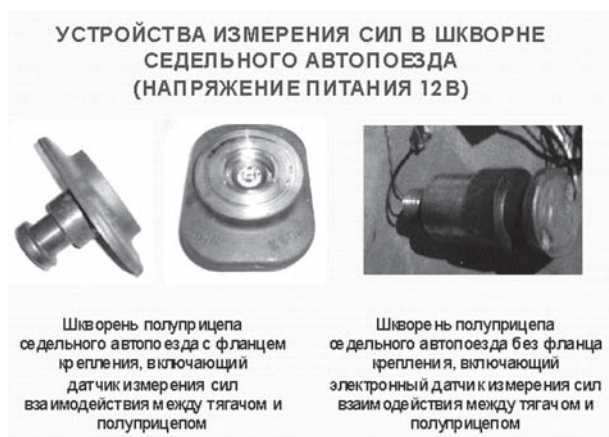 УСТРОЙСТВА ИЗМЕРЕНИЯ СИЛ В ШКВОРНЕ
СЕДЕЛЬНОГО АВТОПОЕЗДА
(НАПРЯЖЕНИЕ ПИТАНИЯ 12В)
Шкворень полуприцепа
седельного автопоезда с фланцем
крепления, включающий
датчик измерения сил
взаимодействия между тягачом и
полуприцепом
Шкворень полуприцепа
седельного автопоезда без фланца
крепления, включающий
электронный датчик измерения сил
взаимодействия между тягачом и
полуприцепом